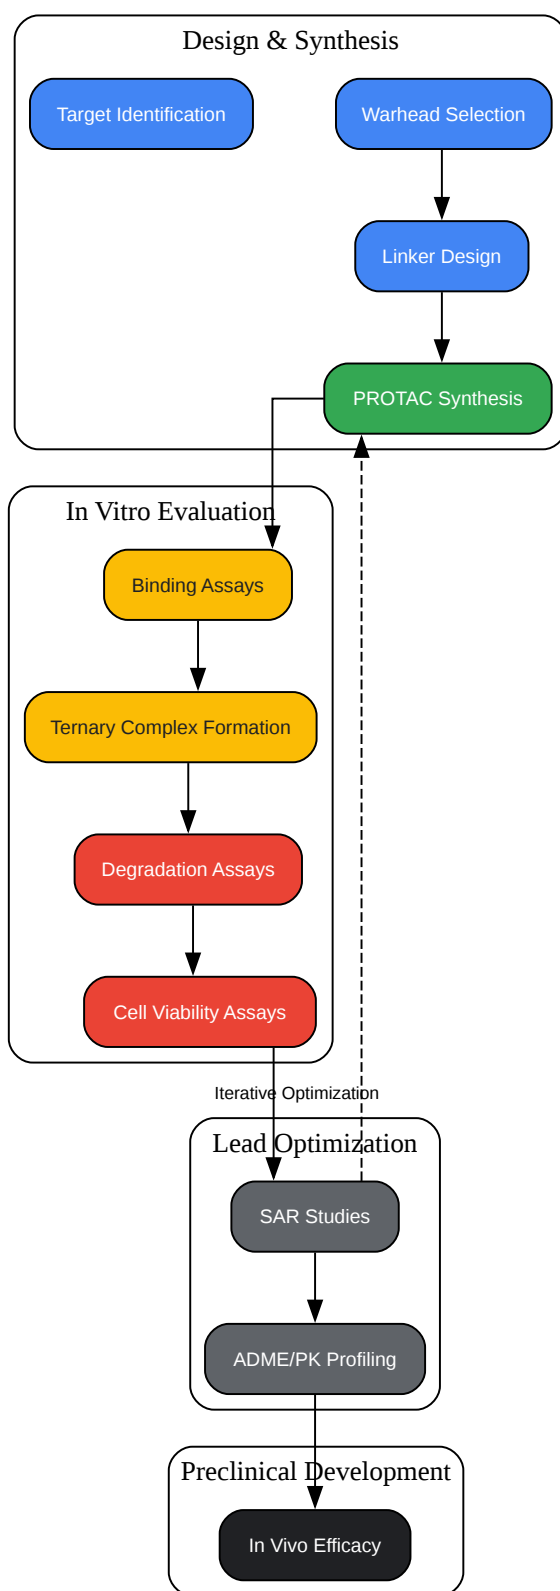 Design & Synthesis
Target Identification
Warhead Selection
Linker Design
PROTAC Synthesis
In Vitro Evaluation
Binding Assays
Ternary Complex Formation
Degradation Assays
Cell Viability Assays
Iterative Optimization
Lead Optimization
SAR Studies
ADME/PK Profiling
Preclinical Development
In Vivo Efficacy